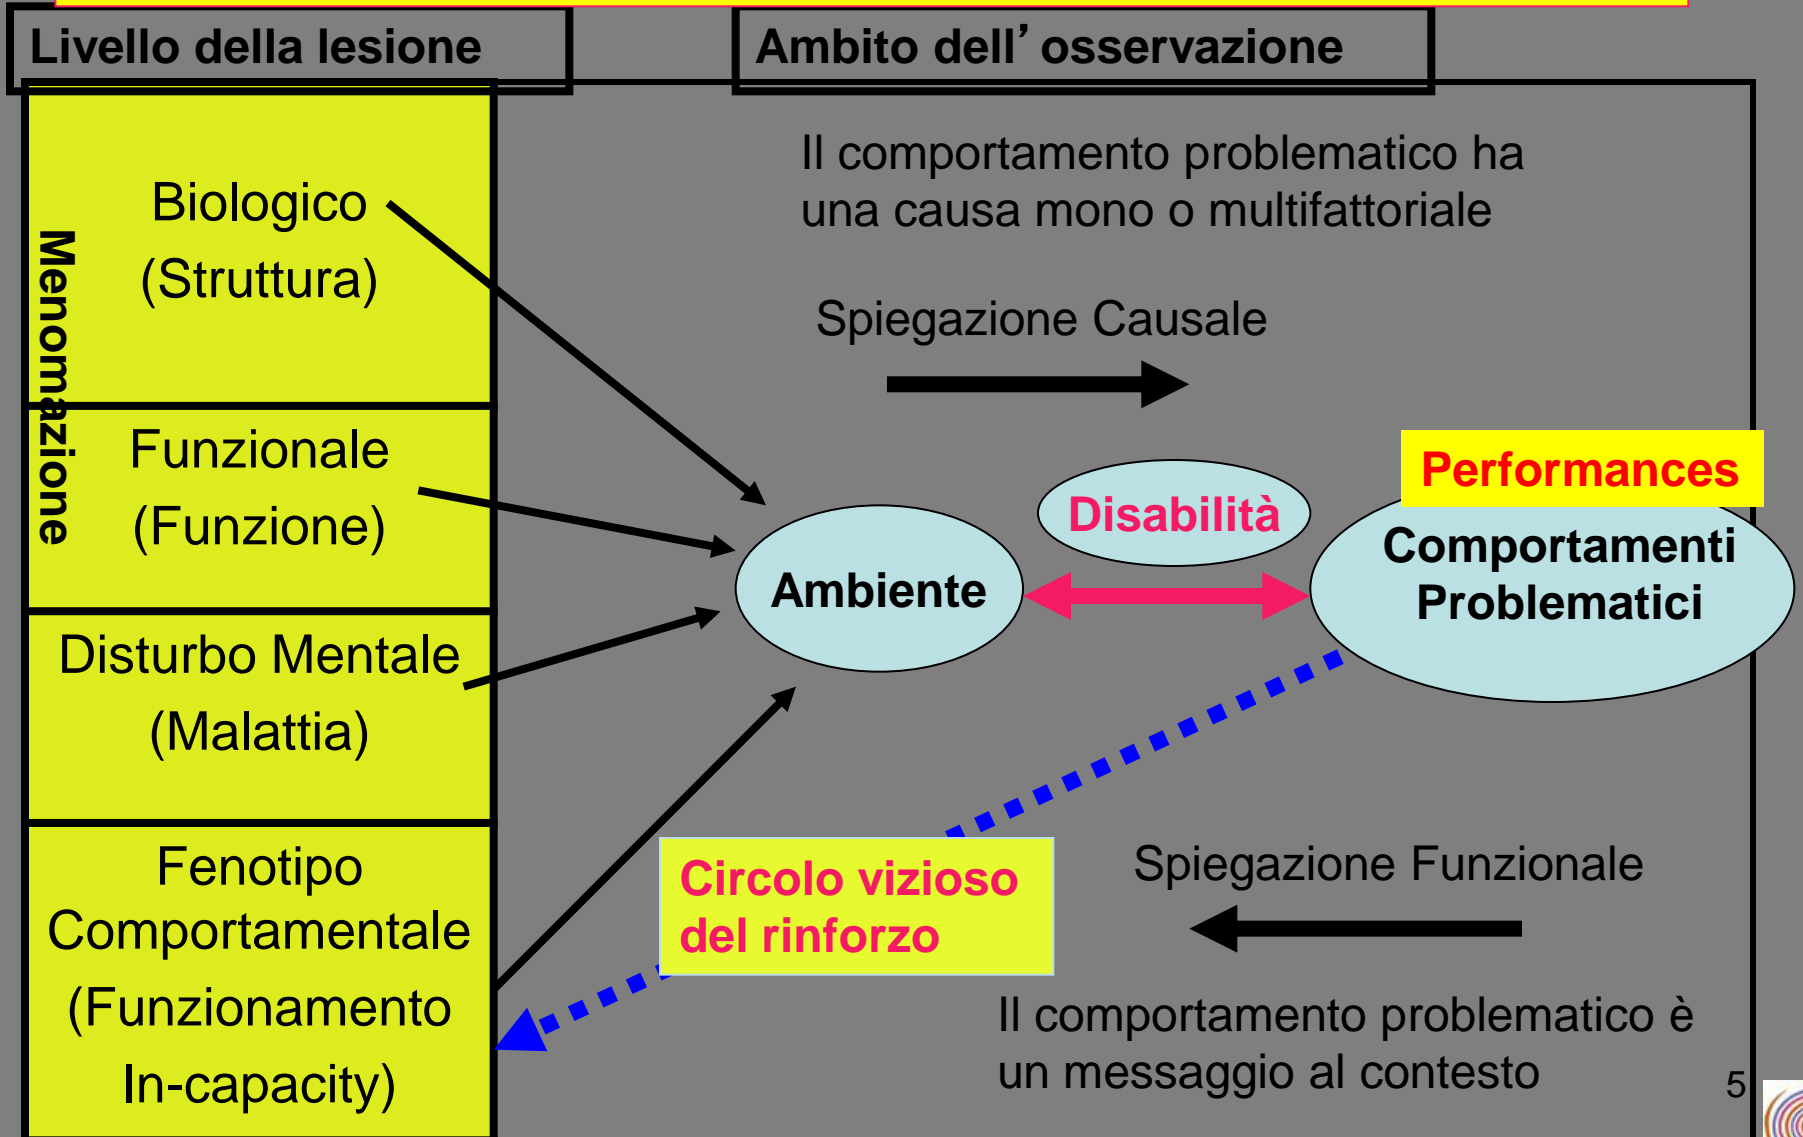 Livello della lesione
Ambito dell’ osservazione
Menomazione
Biologico
(Struttura)
Funzionale
(Funzione)
Disturbo Mentale
(Malattia)
Fenotipo
Comportamentale
(Funzionamento
In-capacity)
Il comportamento problematico ha
una causa mono o multifattoriale
Spiegazione Causale
Performances
Disabilità
Ambiente
Comportamenti
Problematici
Circolo vizioso
del rinforzo
Spiegazione Funzionale
Il comportamento problematico è
un messaggio al contesto
5